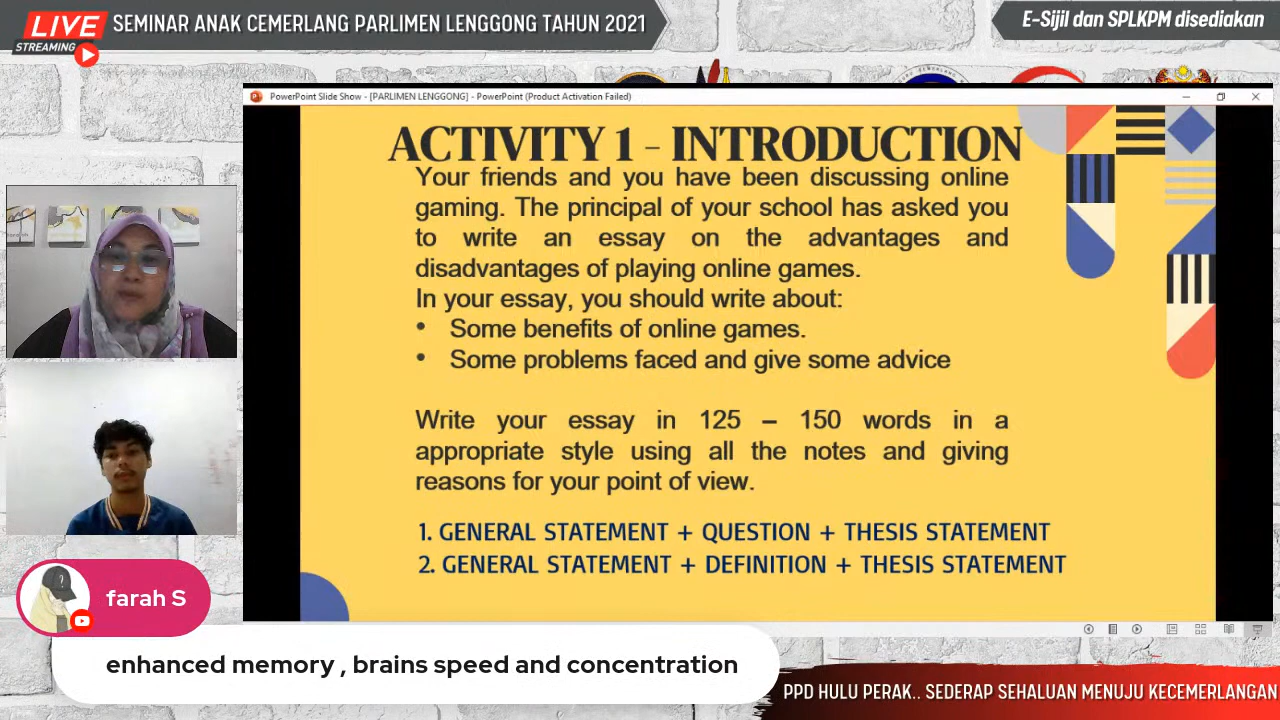 LIVE
STREAMING
SEMINAR ANAK CEMERLANG PARLIMEN LENGGONG TAHUN 2021
E-Sijil dan SPLKPM disediakan
PowerPoint Slide Show - [PARLIMEN LENGGONG] - PowerPoint (Product Activation Failed)
ACTIVITY 1 - INTRODUCTION
Your friends and you have been discussing online
gaming. The principal of your school has asked you
to write an essay on the advantages and
disadvantages of playing online games.
In your essay, you should write about:
• Some benefits of online games.
• Some problems faced and give some advice
Write your essay in 125 – 150 words in a
appropriate style using all the notes and giving
reasons for your point of view.
1. GENERAL STATEMENT + QUESTION + THESIS STATEMENT
2. GENERAL STATEMENT + DEFINITION + THESIS STATEMENT
farah S
enhanced memory , brains speed and concentration
PPD HULU PERAK.. SEDERAP SEHALUAN MENUJU KECEMERLANGAN